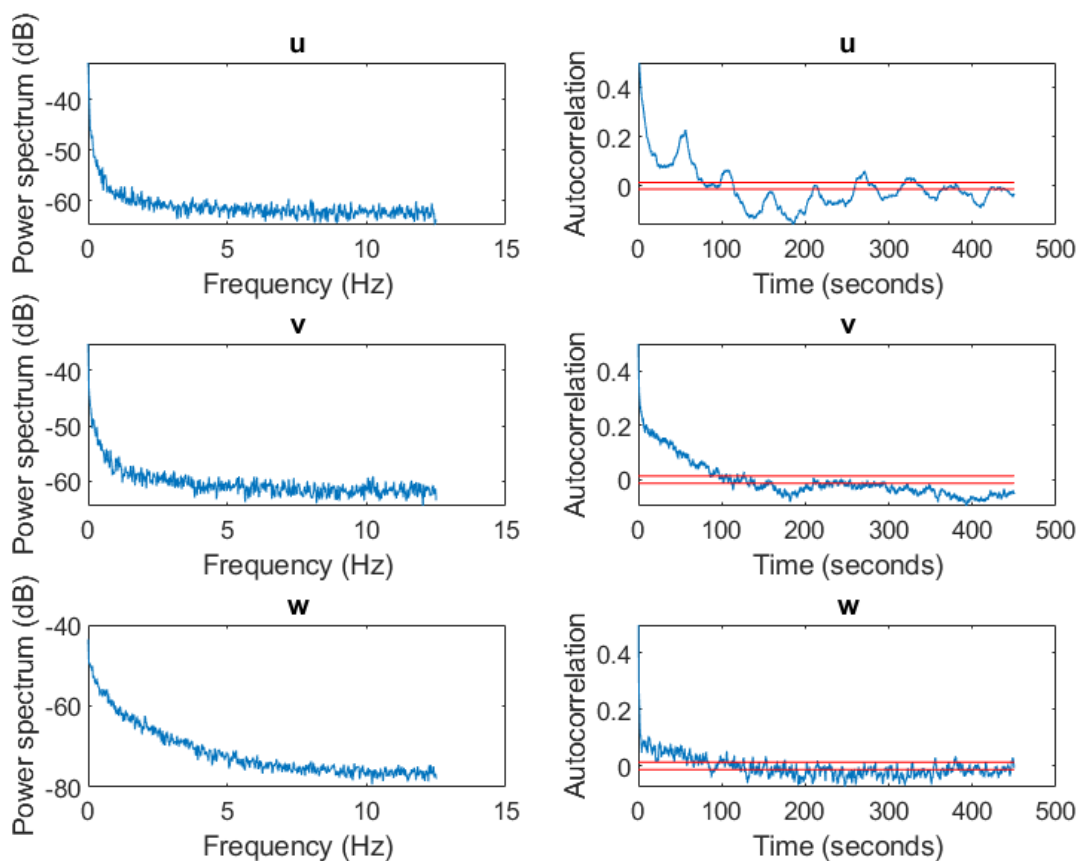 u
Power spectrum (dB)
-40
-50
-60
0 5 10 15
Frequency (Hz)
u
Autocorrelation
0.4
0.2
0
0 100 200 300 400 500
Time (seconds)
v
Power spectrum (dB)
-40
-50
-60
0 5 10 15
Frequency (Hz)
v
Autocorrelation
0.4
0.2
0
0 100 200 300 400 500
Time (seconds)
w
Power spectrum (dB)
-40
-60
-80
0 5 10 15
Frequency (Hz)
w
Autocorrelation
0.4
0.2
0
0 100 200 300 400 500
Time (seconds)